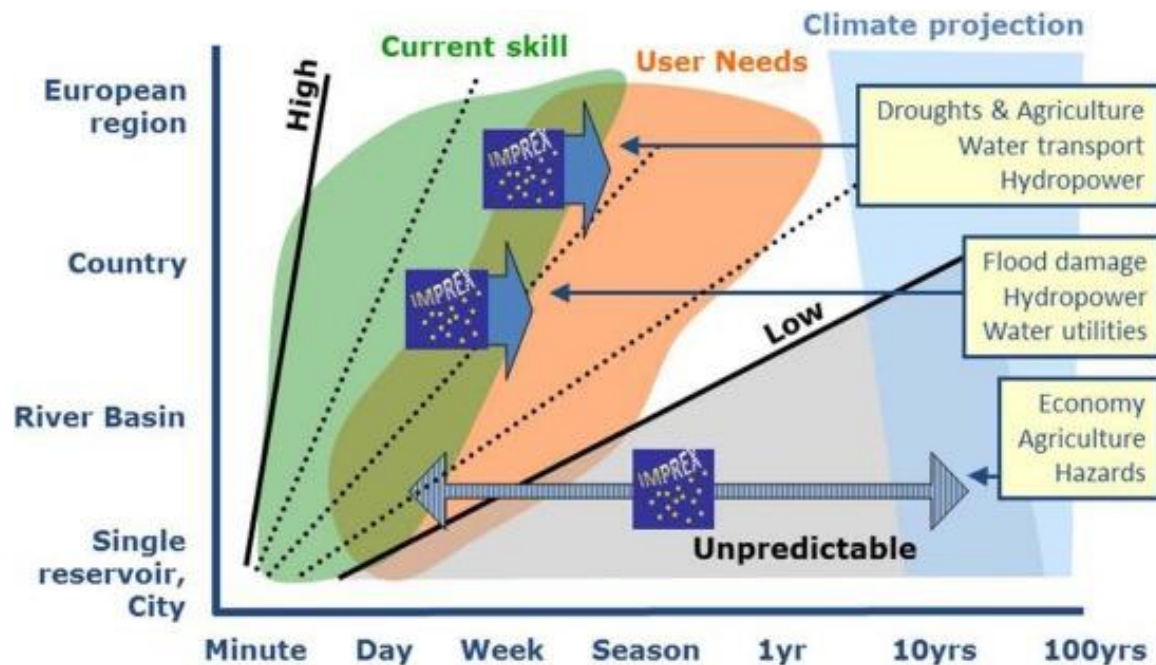 Climate projection
Current skill
User Needs
European
region
High
IMPREX
Droughts & Agriculture
Water transport
Hydropower
Country
IMPREX
Flood damage
Hydropower
Water utilities
Low
River Basin
IMPREX
Economy
Agriculture
Hazards
Single
reservoir,
City
Unpredictable
Minute Day Week Season 1yr 10yrs 100yrs